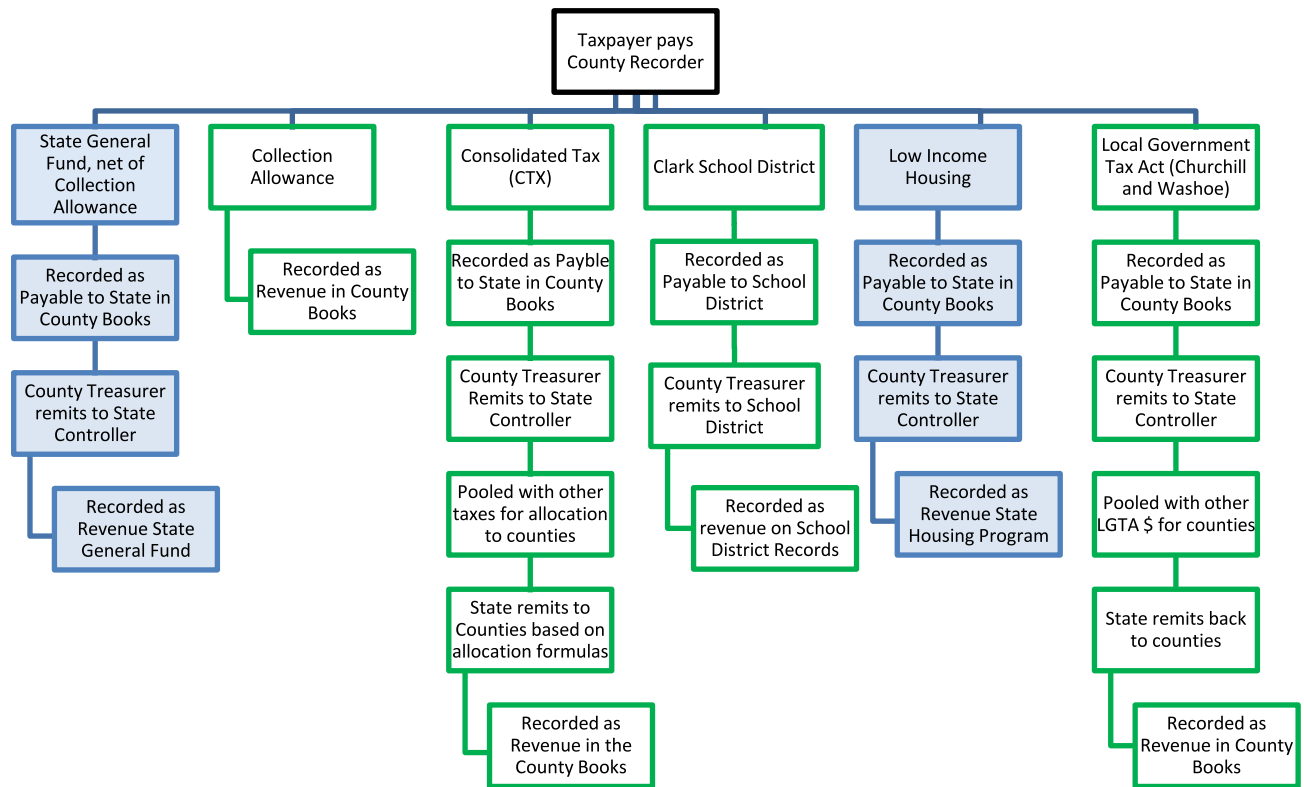 Taxpayer pays
County Recorder
State General
Fund, net of
Collection
Allowance
Recorded as
Payable to State in
County Books
County Treasurer
remits to State
Controller
Recorded as
Revenue State
General Fund
Collection
Allowance
Recorded as
Revenue in County
Books
Consolidated Tax
(CTX)
Recorded as Payble
to State in County
Books
County Treasurer
Remits to State
Controller
Pooled with other
taxes for allocation
to counties
State remits to
Counties based on
allocation formulas
Recorded as
Revenue in the
County Books
Clark School District
Recorded as
Payable to School
District
County Treasurer
remits to School
District
Recorded as
revenue on School
District Records
Low Income
Housing
Recorded as
Payable to State in
County Books
County Treasurer
remits to State
Controller
Recorded as
Revenue State
Housing Program
Local Government
Tax Act (Churchill
and Washoe)
Recorded as
Payable to State in
County Books
County Treasurer
remits to State
Controller
Pooled with other
LGTA $ for counties
State remits back
to counties
Recorded as
Revenue in County
Books